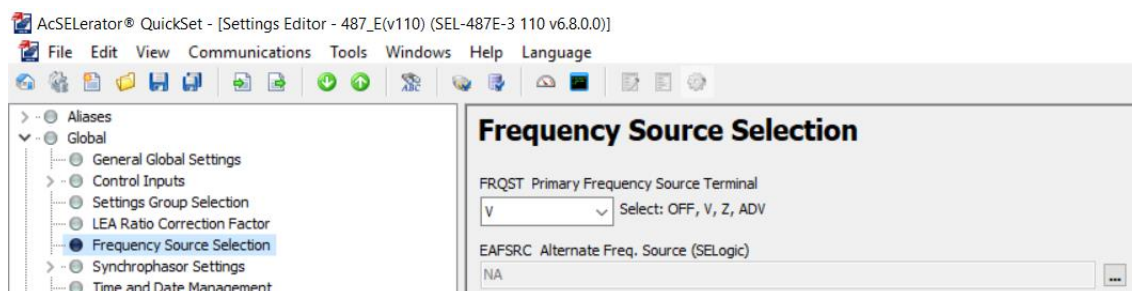 AcSELerator® QuickSet - [Settings Editor - 487_E(v110) (SEL-487E-3 110 v6.8.0.0)]
File Edit View Communications Tools Windows Help Language
ABC
Aliases
Global
General Global Settings
Control Inputs
Settings Group Selection
LEA Ratio Correction Factor
Frequency Source Selection
Synchrophasor Settings
Time and Date Management
Frequency Source Selection
FRQST Primary Frequency Source Terminal
V Select: OFF, V, Z, ADV
EAFSRC Alternate Freq. Source (SELogic)
NA ...